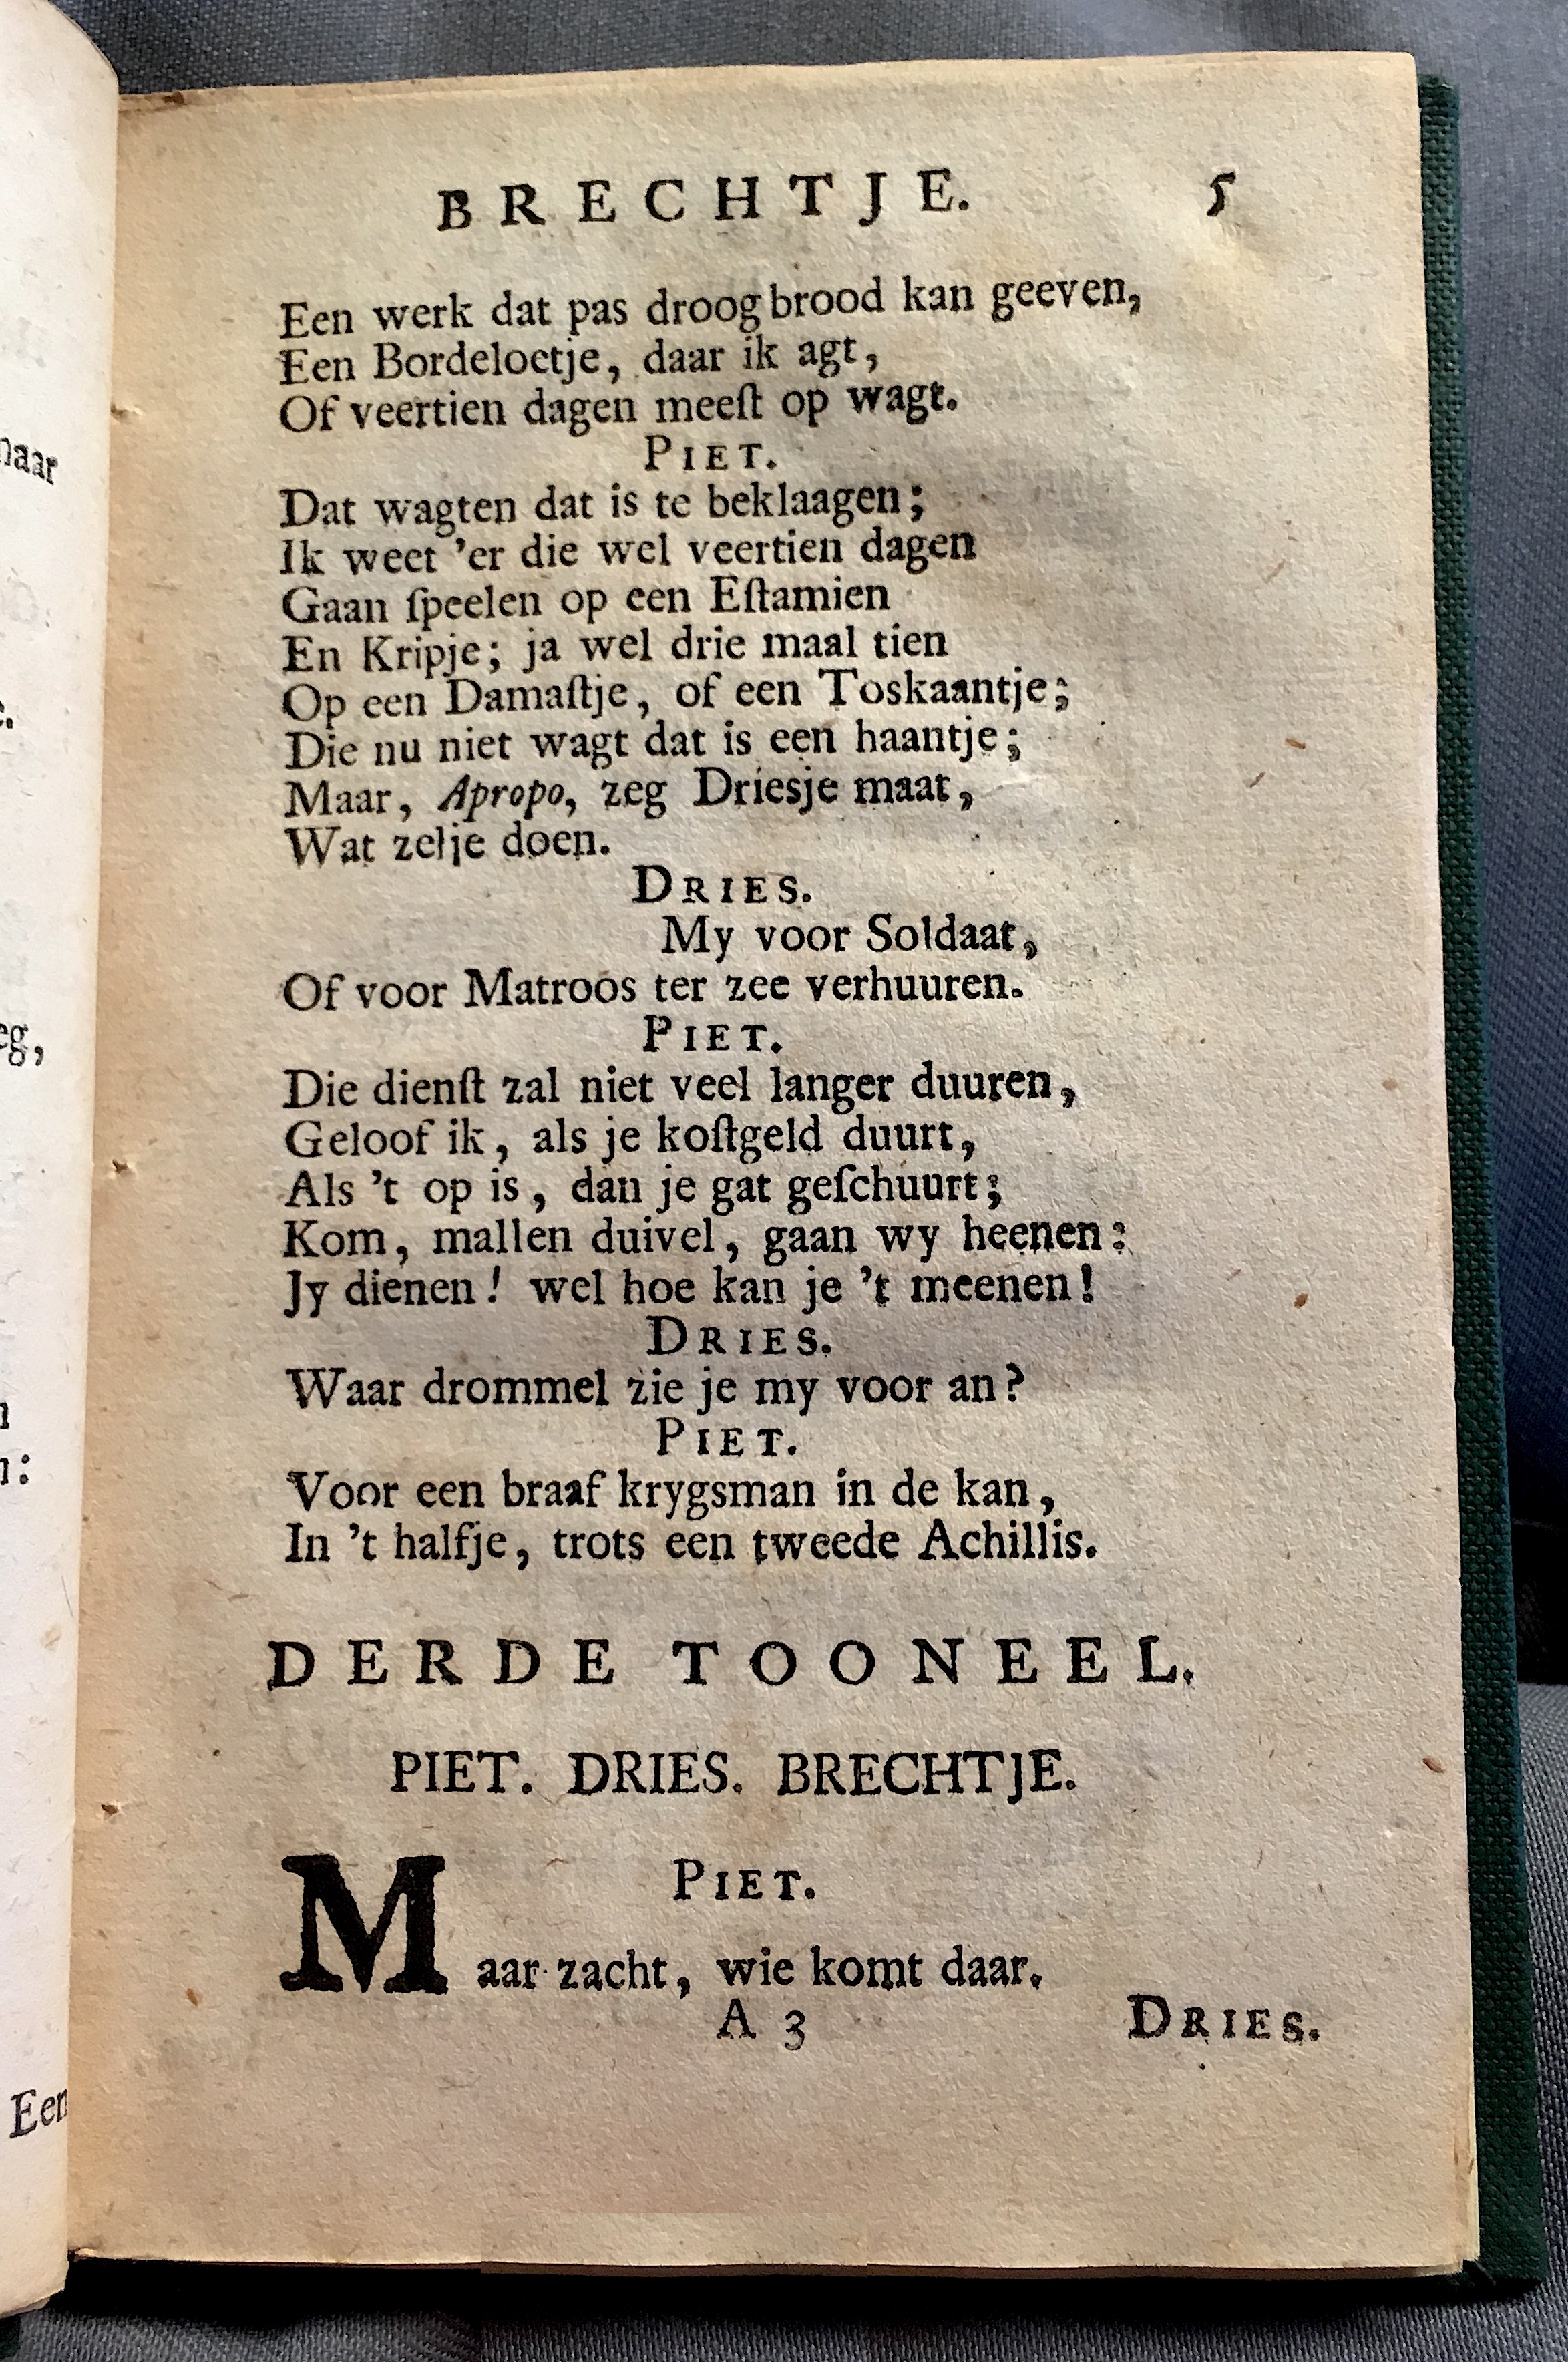 BRECHTJE. 5
Een werk dat pas droog brood kan geeven,
Een Bordeloetje, daar ik agt,
Of veertien dagen meeſt op wagt.
PIET.
Dat wagten dat is te beklaagen;
Ik weet 'er die wel veertien dagen
Gaan ſpeelen op een Eſtamien
En Kripje; ja wel drie maal tien
Op een Damaſtje, of een Toskaantje;
Die nu niet wagt dat is een haantje;
Maar, Apropo, zeg Driesje maat,
Wat zelje doen.
DRIES.
My voor Soldaat,
Of voor Matroos ter zee verhuuren.
PIET.
Die dienſt zal niet veel langer duuren,
Geloof ik, als je koſtgeld duurt,
Als 't op is, dan je gat geſchuurt;
Kom, mallen duivel, gaan wy heenen:
Jy dienen! wel hoe kan je 't meenen!
DRIES.
Waar drommel zie je my voor an?
PIET.
Voor een braaf krygsman in de kan,
In 't halfje, trots een tweede Achillis.
DERDE TOONEEL.
PIET. DRIES. BRECHTJE.
PIET.
Maar zacht, wie komt daar.
A 3 DRIES.